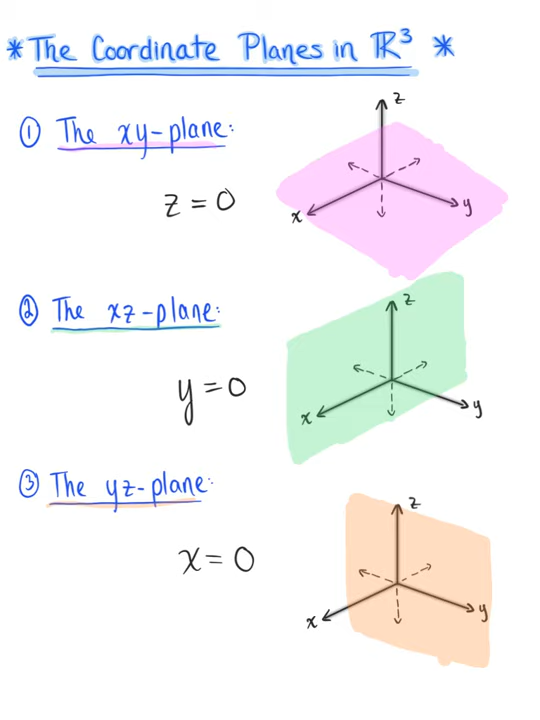 * The Coordinate Planes in ℝ³ *
① The xy-plane:
z = 0
z
x
y
② The xz-plane:
y = 0
z
x
y
③ The yz-plane:
x = 0
z
x
y